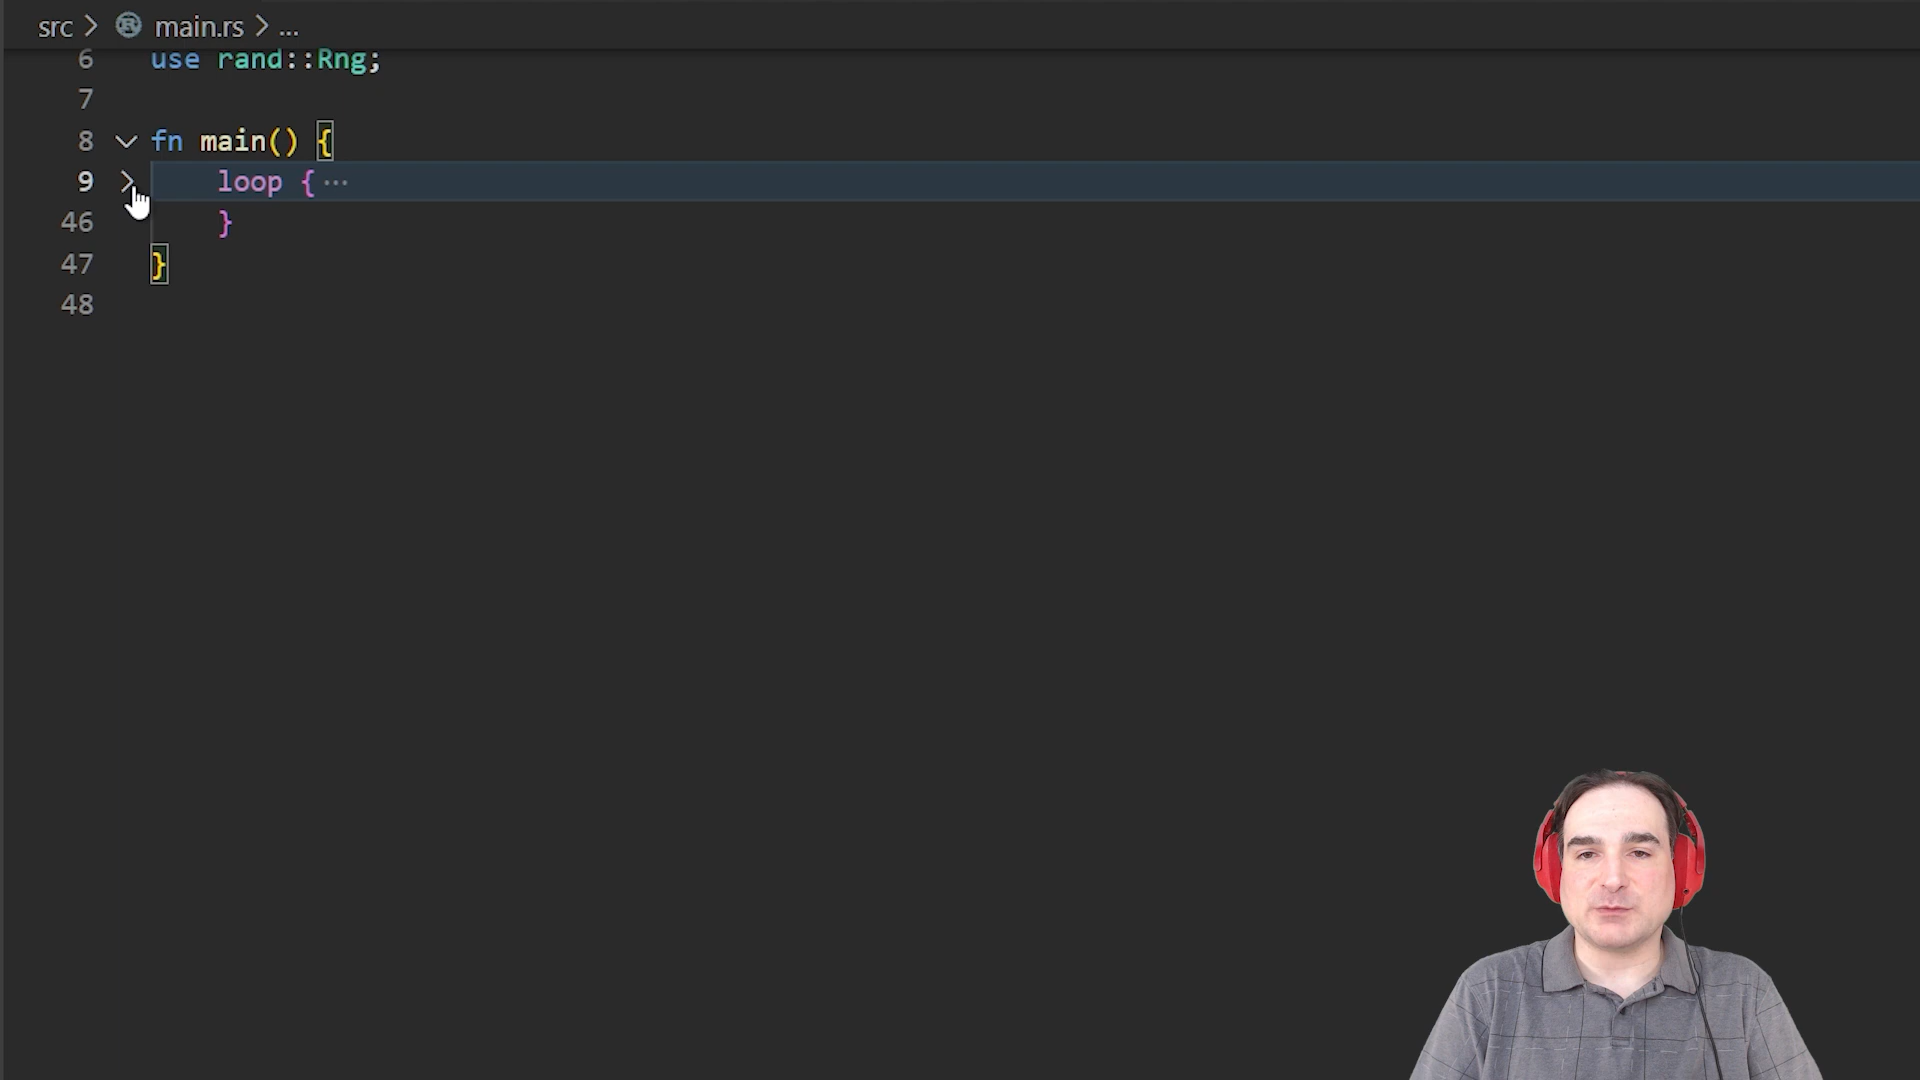 src > main.rs > ...
6 use rand::Rng;
7
8 fn main() {
9 loop { ...
46 }
47 }
48